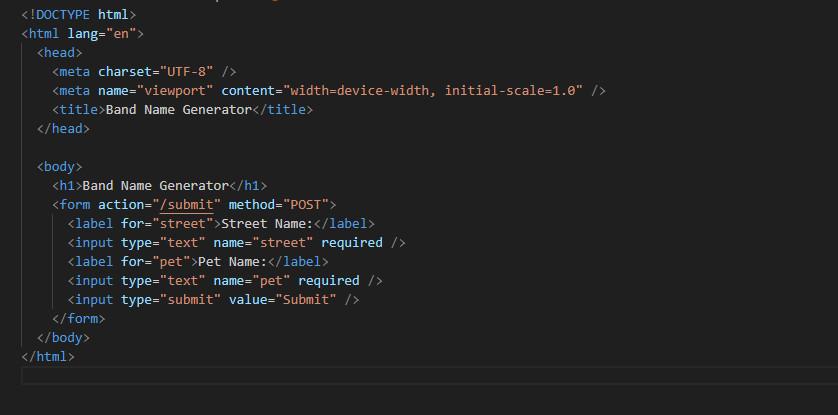 <!DOCTYPE html>
<html lang="en">
<head>
<meta charset="UTF-8" />
<meta name="viewport" content="width=device-width, initial-scale=1.0" />
<title>Band Name Generator</title>
</head>
<body>
<h1>Band Name Generator</h1>
<form action="/submit" method="POST">
<label for="street">Street Name:</label>
<input type="text" name="street" required />
<label for="pet">Pet Name:</label>
<input type="text" name="pet" required />
<input type="submit" value="Submit" />
</form>
</body>
</html>